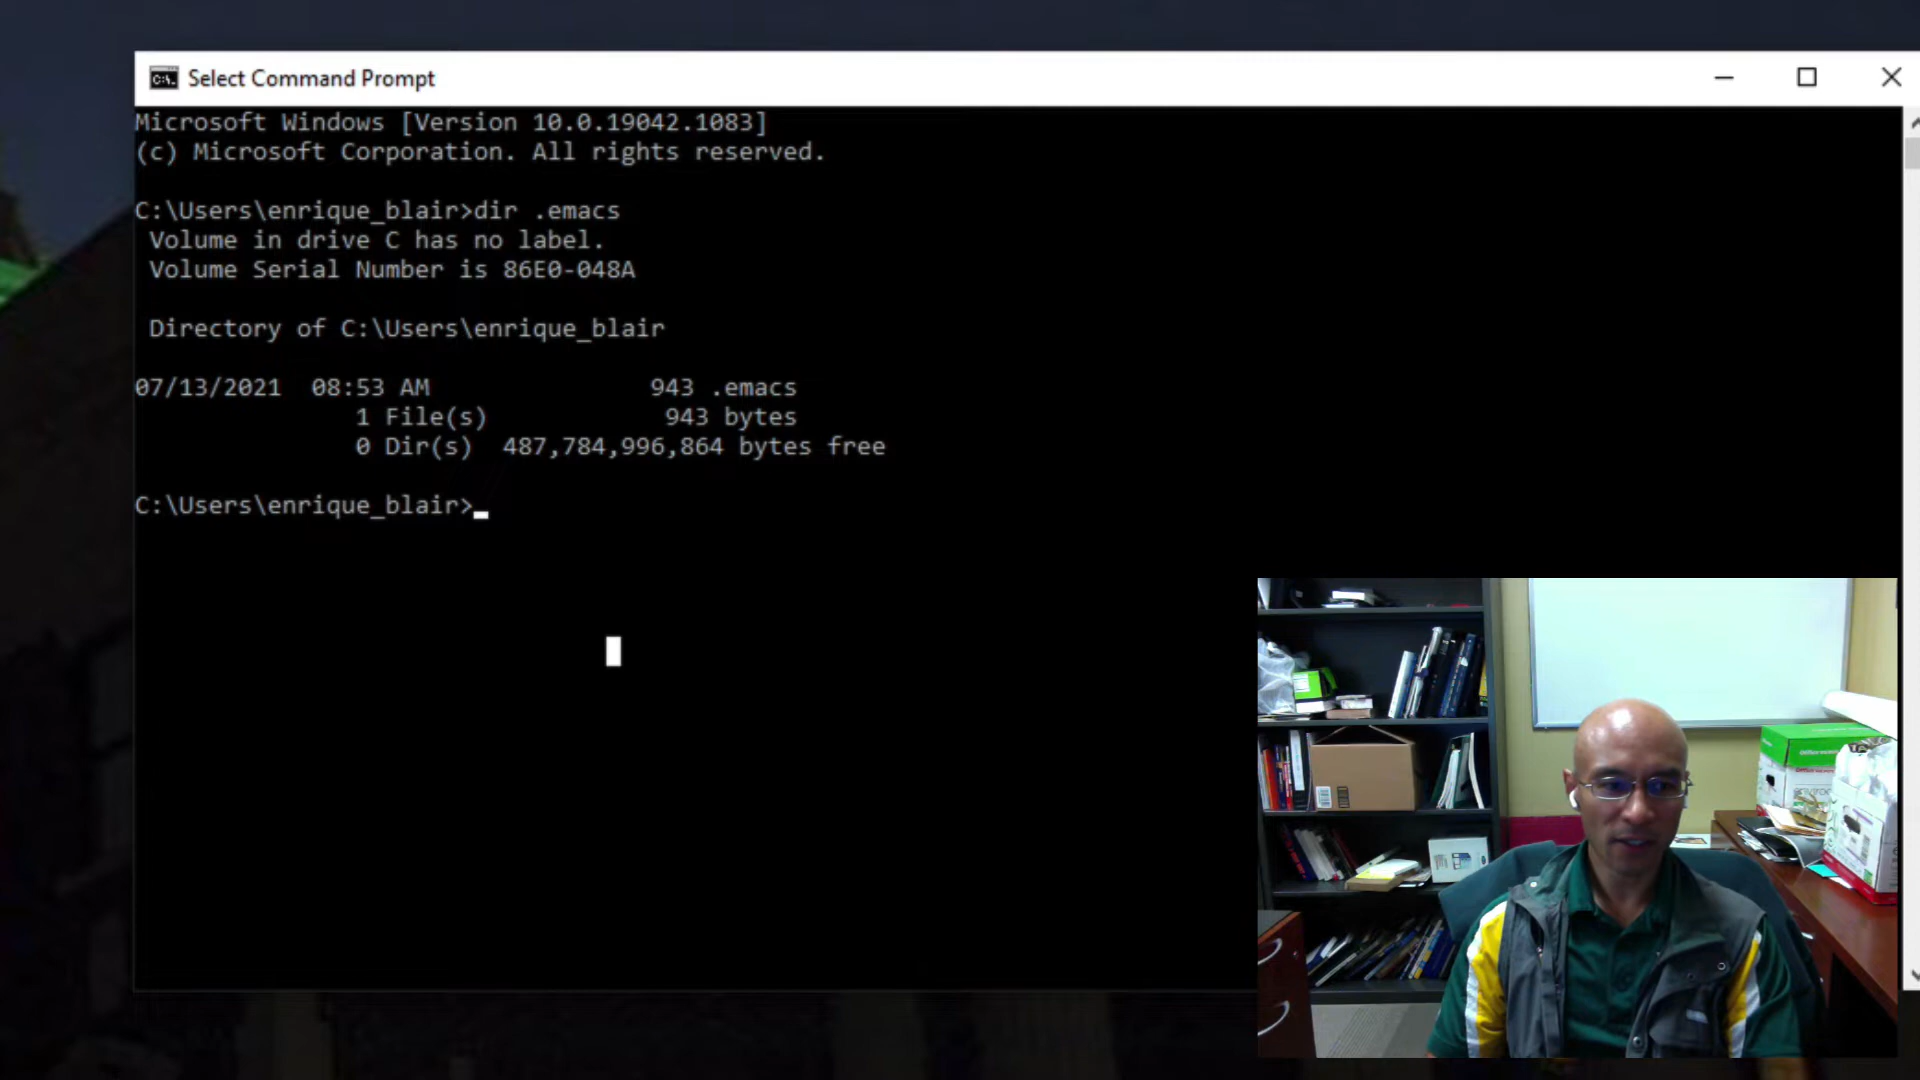 Select Command Prompt
Microsoft Windows [Version 10.0.19042.1083]
(c) Microsoft Corporation. All rights reserved.
C:\Users\enrique_blair>dir .emacs
Volume in drive C has no label.
Volume Serial Number is 86E0-048A
Directory of C:\Users\enrique_blair
07/13/2021  08:53 AM               943 .emacs
1 File(s)            943 bytes
0 Dir(s)  487,784,996,864 bytes free
C:\Users\enrique_blair>_